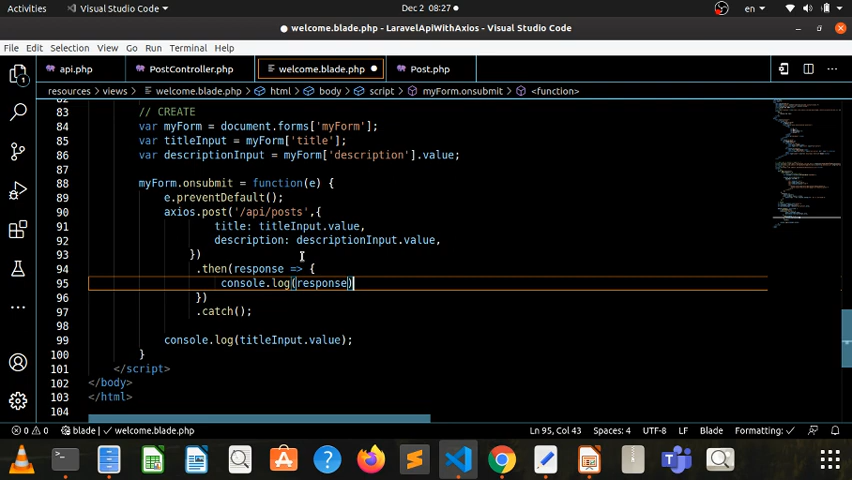 Activities Visual Studio Code Dec 2 08:27 en
welcome.blade.php - LaravelApiWithAxios - Visual Studio Code
File Edit Selection View Go Run Terminal Help
api.php PostController.php welcome.blade.php Post.php
resources > views > welcome.blade.php > html > body > script > myForm.onsubmit > <function>
82
83 // CREATE
84 var myForm = document.forms['myForm'];
85 var titleInput = myForm['title'];
86 var descriptionInput = myForm['description'].value;
87
88 myForm.onsubmit = function(e) {
89 e.preventDefault();
90 axios.post('/api/posts',{
91 title: titleInput.value,
92 description: descriptionInput.value,
93 })
94 .then(response => {
95 console.log(response)
96 })
97 .catch();
98
99 console.log(titleInput.value);
100 }
101 </script>
102 </body>
103 </html>
104
0 0 blade welcome.blade.php Ln 95, Col 43 Spaces: 4 UTF-8 LF Blade Formatting: